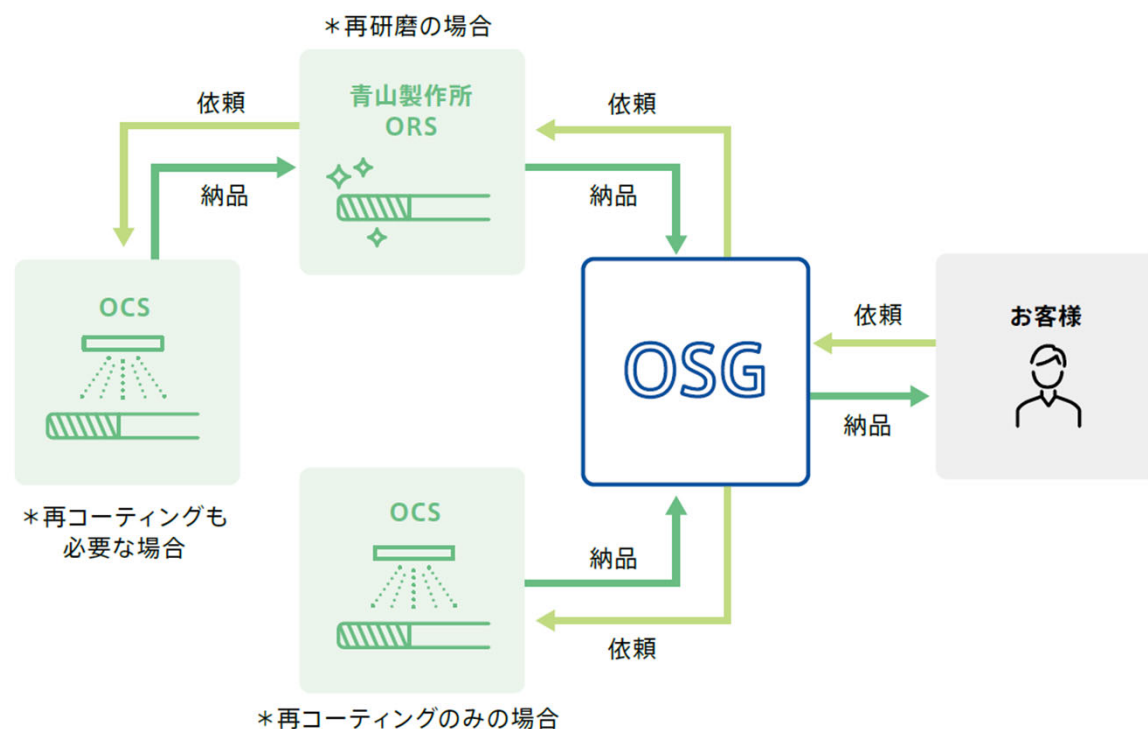 ＊再研磨の場合
青山製作所
ORS
依頼
納品
依頼
納品
OCS
＊再コーティングも
必要な場合
OSG
依頼
納品
お客様
OCS
納品
依頼
＊再コーティングのみの場合